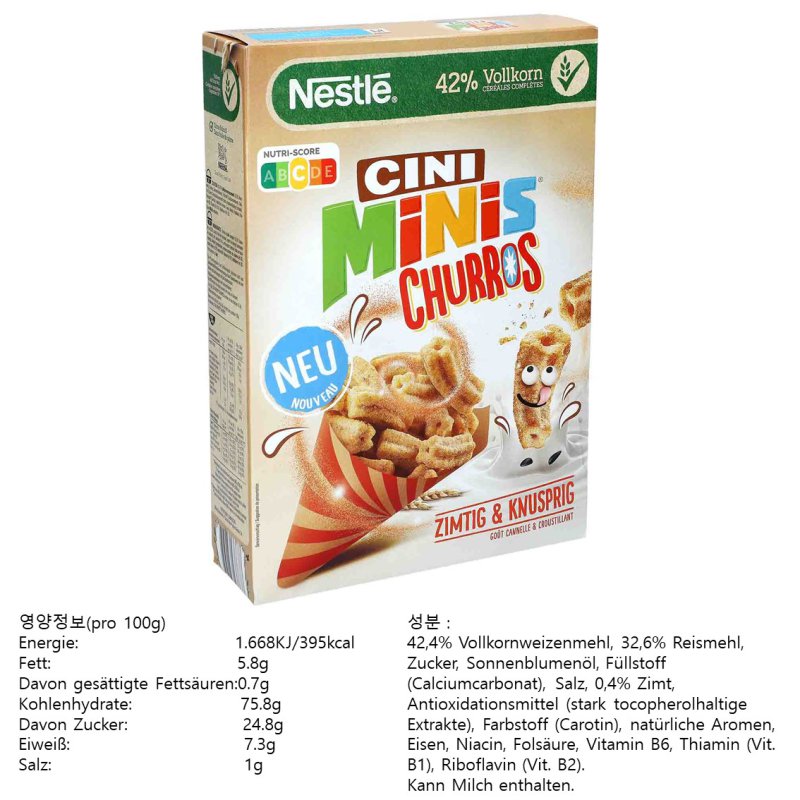 Nestlé®
42% Vollkorn
CÉRÉALES COMPLÈTES
NUTRI-SCORE
A B C D E
CINI
MiNiS®
CHURROS
NEU
NOUVEAU
ZIMTIG & KNUSPRIG
GOÛT CANNELLE & CROUSTILLANT
영양정보(pro 100g)
Energie: 1.668KJ/395kcal
Fett: 5.8g
Davon gesättigte Fettsäuren:0.7g
Kohlenhydrate: 75.8g
Davon Zucker: 24.8g
Eiweiß: 7.3g
Salz: 1g
성분 :
42,4% Vollkornweizenmehl, 32,6% Reismehl,
Zucker, Sonnenblumenöl, Füllstoff
(Calciumcarbonat), Salz, 0,4% Zimt,
Antioxidationsmittel (stark tocopherolhaltige
Extrakte), Farbstoff (Carotin), natürliche Aromen,
Eisen, Niacin, Folsäure, Vitamin B6, Thiamin (Vit.
B1), Riboflavin (Vit. B2).
Kann Milch enthalten.